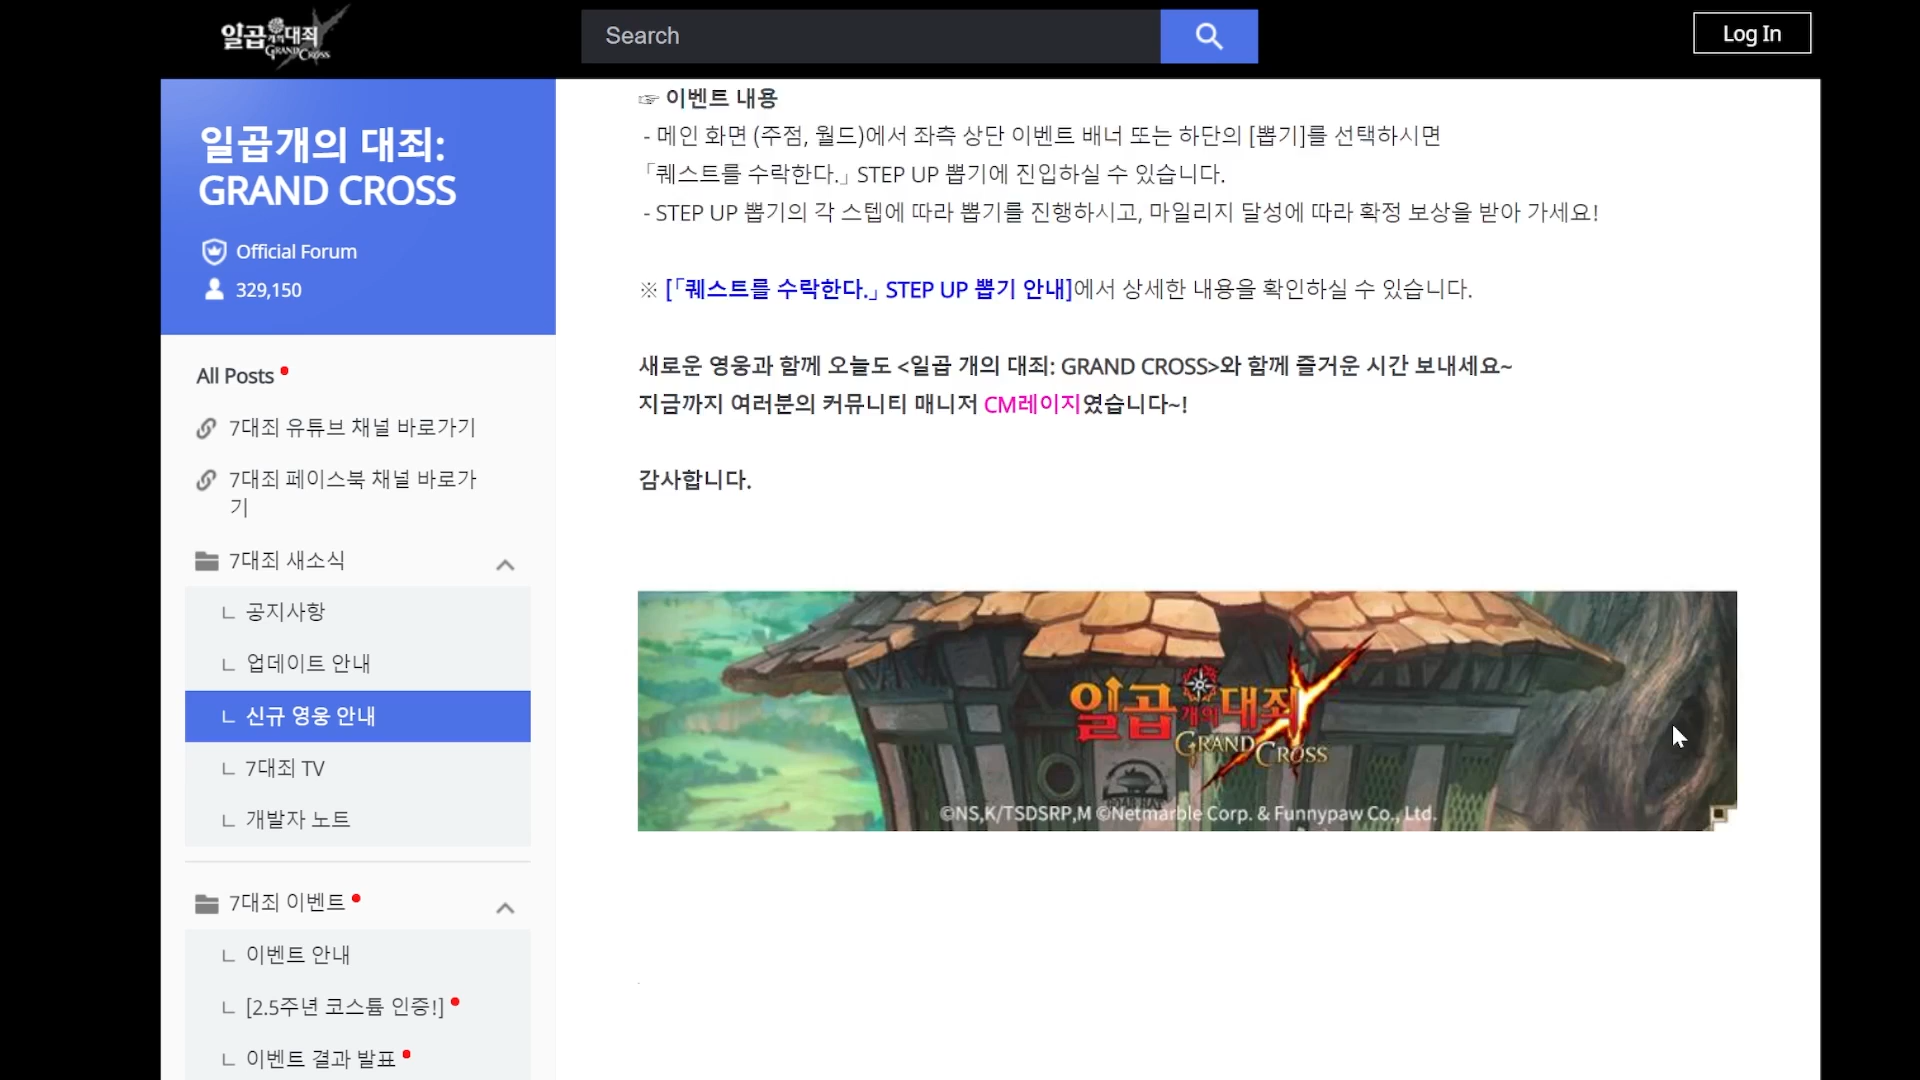 일곱개의대죄
GRAND CROSS
Search
Log In
일곱개의 대죄:
GRAND CROSS
Official Forum
329,150
All Posts
7대죄 유튜브 채널 바로가기
7대죄 페이스북 채널 바로가
기
7대죄 새소식
ㄴ 공지사항
ㄴ 업데이트 안내
ㄴ 신규 영웅 안내
ㄴ 7대죄 TV
ㄴ 개발자 노트
7대죄 이벤트
ㄴ 이벤트 안내
ㄴ [2.5주년 코스튬 인증!]
ㄴ 이벤트 결과 발표
☞ 이벤트 내용
- 메인 화면 (주점, 월드)에서 좌측 상단 이벤트 배너 또는 하단의 [뽑기]를 선택하시면
「퀘스트를 수락한다.」 STEP UP 뽑기에 진입하실 수 있습니다.
- STEP UP 뽑기의 각 스텝에 따라 뽑기를 진행하시고, 마일리지 달성에 따라 확정 보상을 받아 가세요!
※ [「퀘스트를 수락한다.」 STEP UP 뽑기 안내]에서 상세한 내용을 확인하실 수 있습니다.
새로운 영웅과 함께 오늘도 <일곱 개의 대죄: GRAND CROSS>와 함께 즐거운 시간 보내세요~
지금까지 여러분의 커뮤니티 매니저 CM레이지였습니다~!
감사합니다.
일곱개의대죄
GRAND CROSS
©NS,K/TSDSRP,M ©Netmarble Corp. & Funnypaw Co., Ltd.